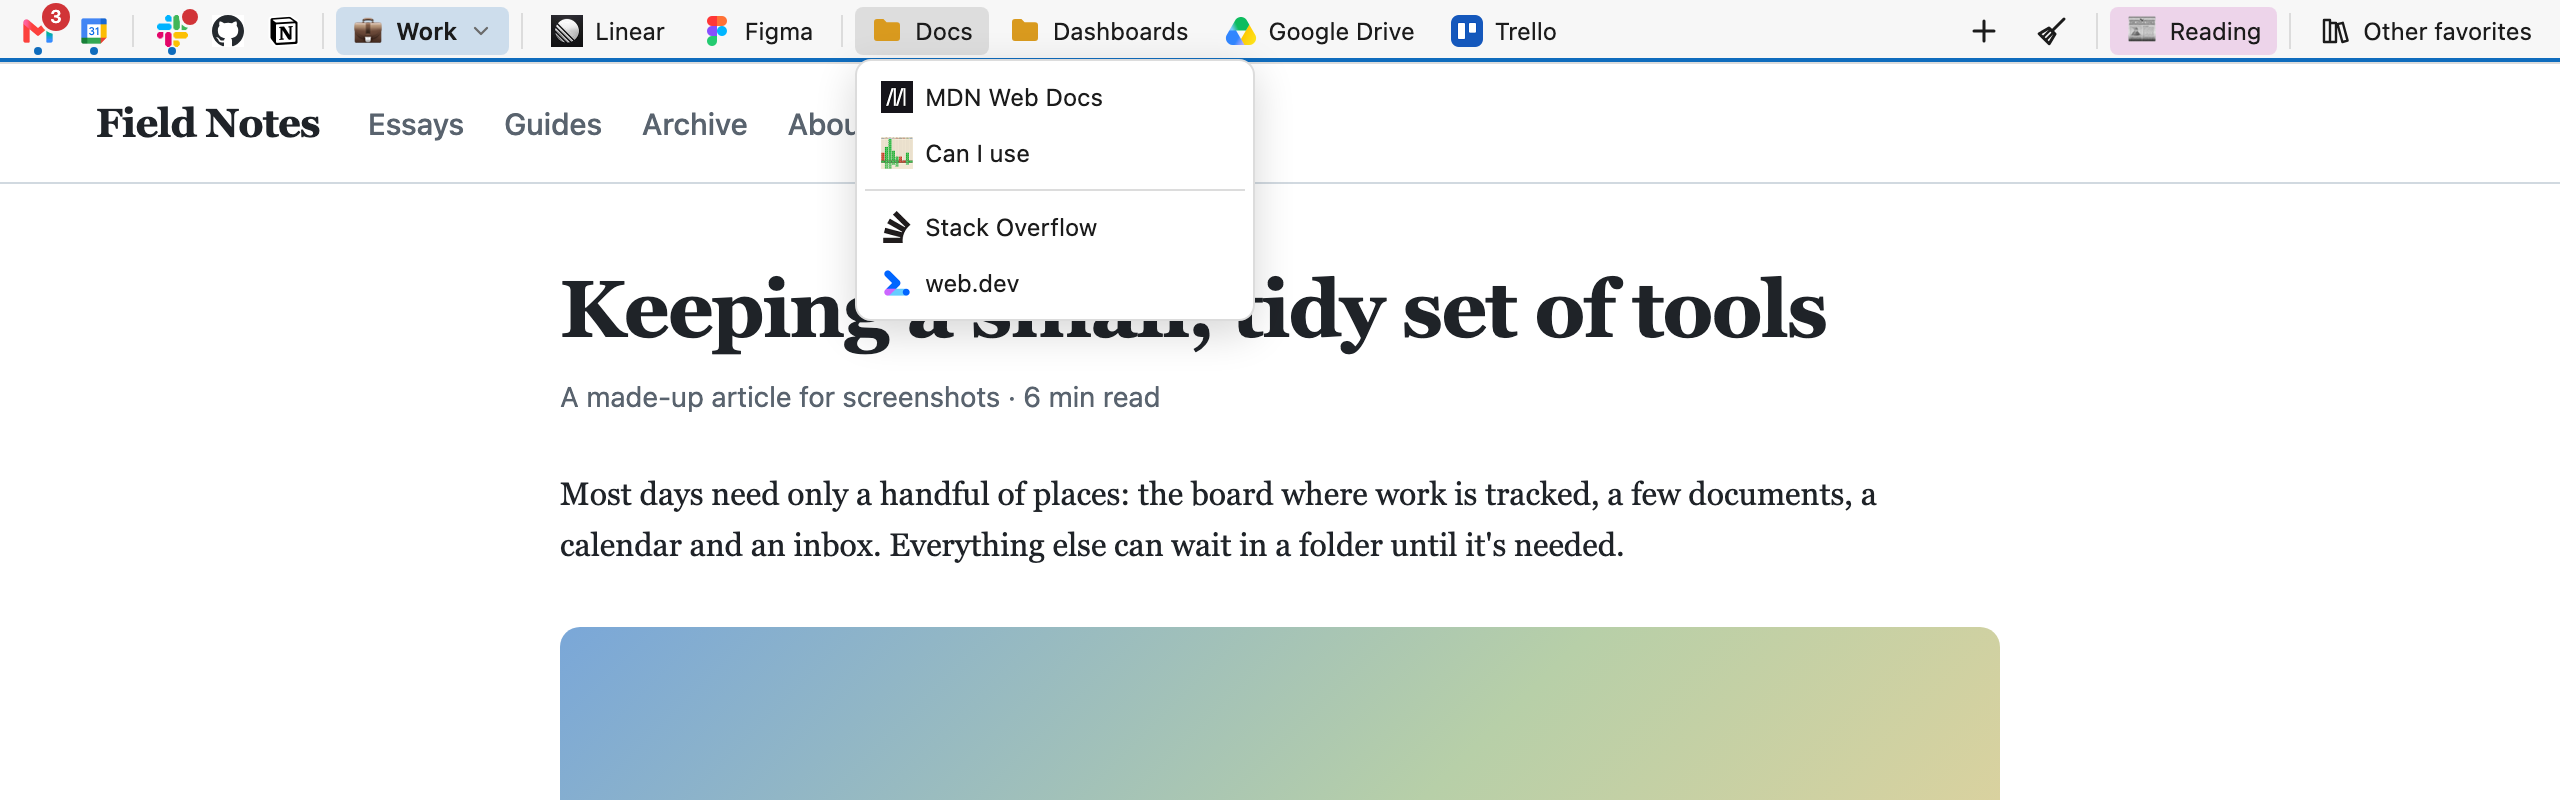 3
31
Work
Linear
Figma
Docs
Dashboards
Google Drive
Trello
Reading
Other favorites
Field Notes
Essays
Guides
Archive
Abou
MDN Web Docs
Can I use
Stack Overflow
web.dev
Keeping a small, tidy set of tools
A made-up article for screenshots · 6 min read
Most days need only a handful of places: the board where work is tracked, a few documents, a
calendar and an inbox. Everything else can wait in a folder until it's needed.